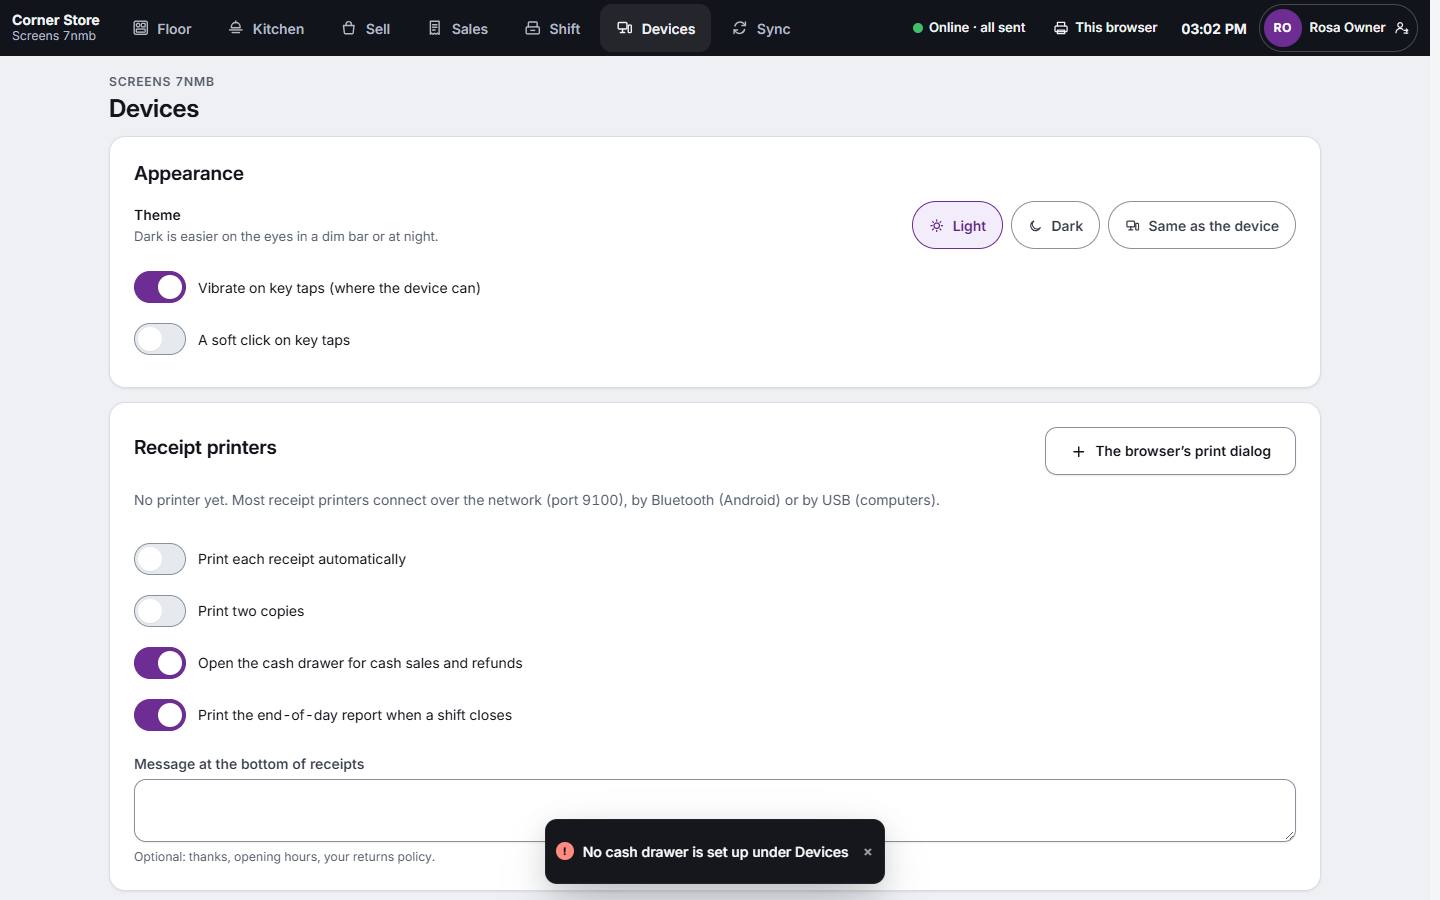 Corner Store
Screens 7nmb
Floor
Kitchen
Sell
Sales
Shift
Devices
Sync
Online · all sent
This browser
03:02 PM
RO
Rosa Owner
SCREENS 7NMB
Devices
Appearance
Theme
Dark is easier on the eyes in a dim bar or at night.
Light
Dark
Same as the device
Vibrate on key taps (where the device can)
A soft click on key taps
Receipt printers
+ The browser’s print dialog
No printer yet. Most receipt printers connect over the network (port 9100), by Bluetooth (Android) or by USB (computers).
Print each receipt automatically
Print two copies
Open the cash drawer for cash sales and refunds
Print the end-of-day report when a shift closes
Message at the bottom of receipts
Optional: thanks, opening hours, your returns policy.
! No cash drawer is set up under Devices ×